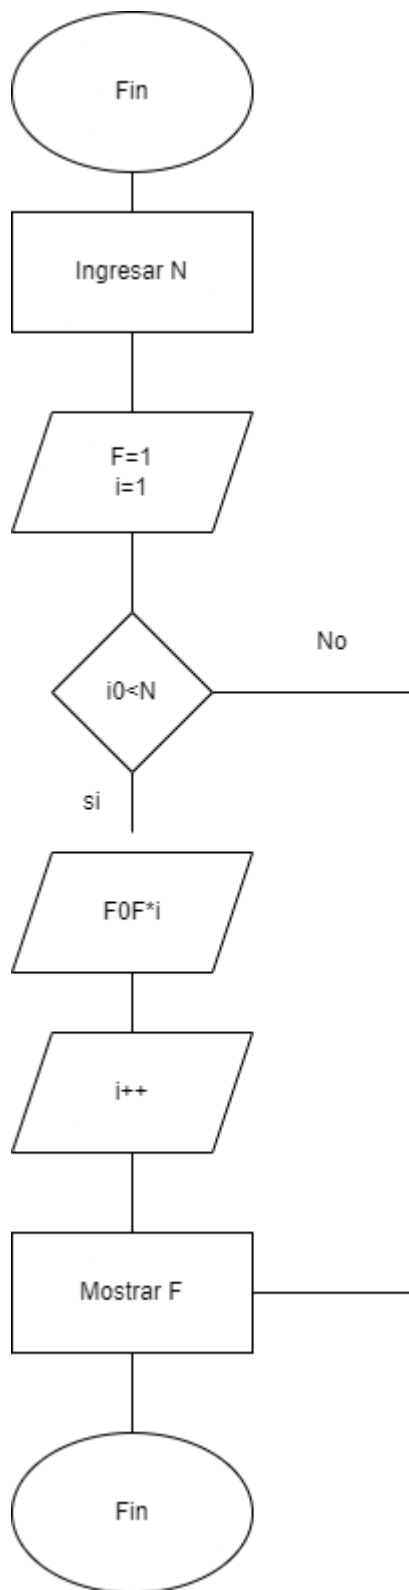 Fin
Ingresar N
F=1
i=1
No
i0<N
si
F0F*i
i++
Mostrar F
Fin